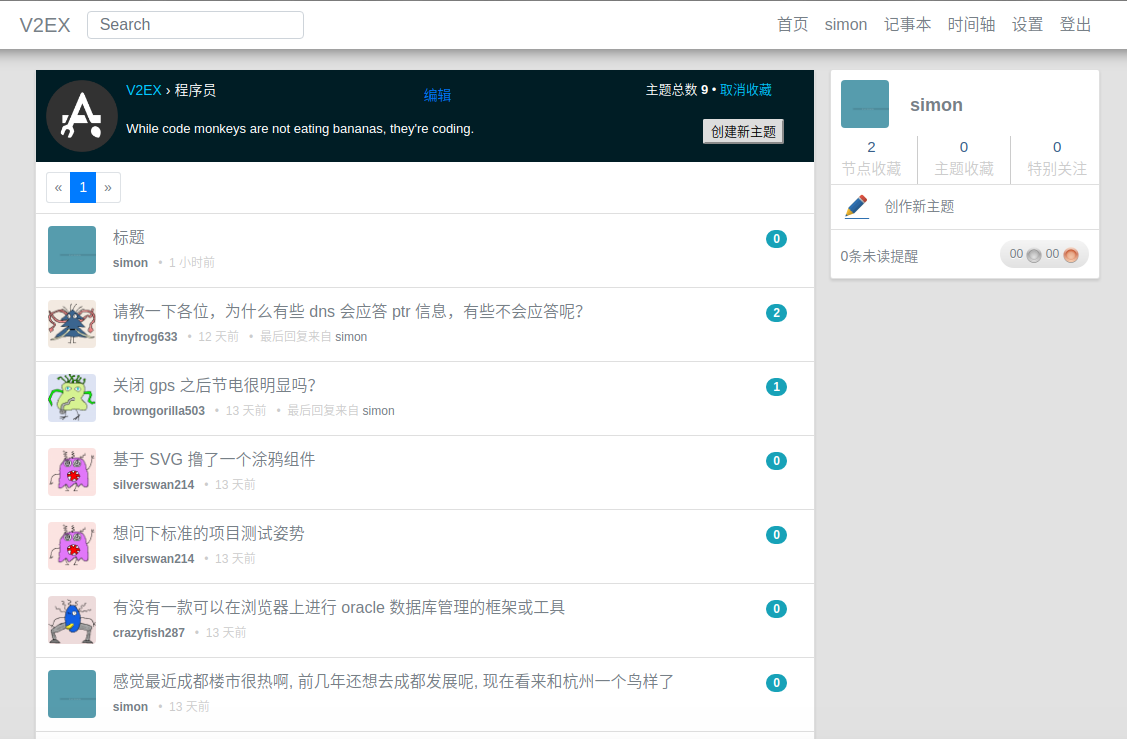 V2EX Search 首页 simon 记事本 时间轴 设置 登出
V2EX › 程序员 编辑 主题总数 9 • 取消收藏
While code monkeys are not eating bananas, they're coding.
创建新主题
« 1 »
标题 0
simon • 1 小时前
请教一下各位，为什么有些 dns 会应答 ptr 信息，有些不会应答呢？ 2
tinyfrog633 • 12 天前 • 最后回复来自 simon
关闭 gps 之后节电很明显吗？ 1
browngorilla503 • 13 天前 • 最后回复来自 simon
基于 SVG 撸了一个涂鸦组件 0
silverswan214 • 13 天前
想问下标准的项目测试姿势 0
silverswan214 • 13 天前
有没有一款可以在浏览器上进行 oracle 数据库管理的框架或工具 0
crazyfish287 • 13 天前
感觉最近成都楼市很热啊, 前几年还想去成都发展呢, 现在看来和杭州一个鸟样了 0
simon • 13 天前
simon
2 0 0
节点收藏 主题收藏 特别关注
创作新主题
0条未读提醒 00 00